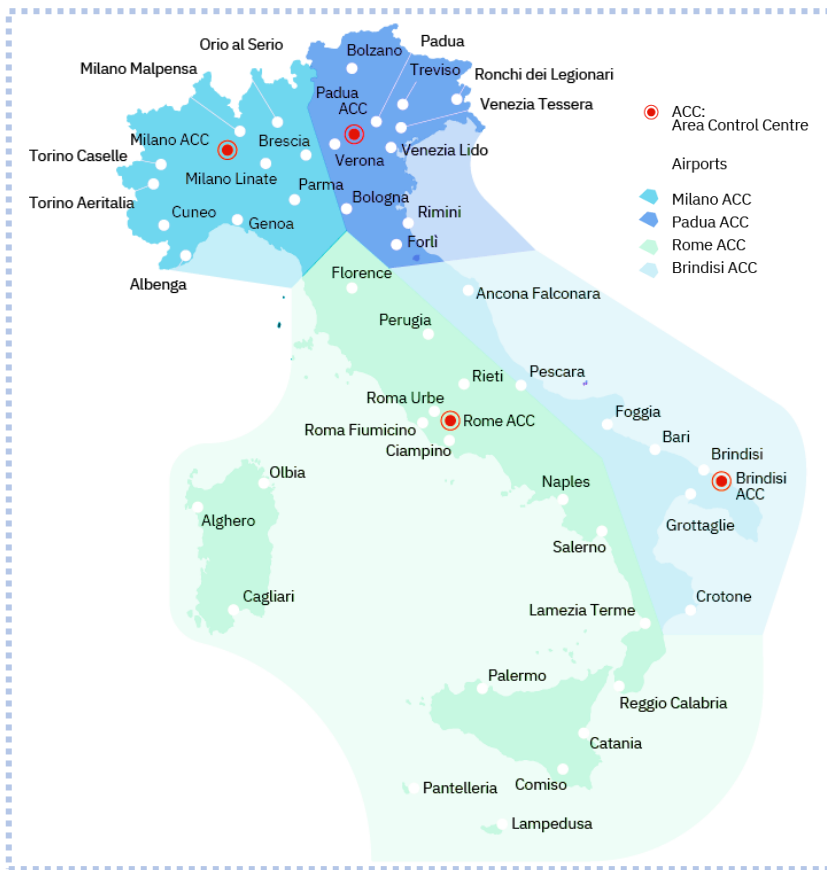 Orio al Serio
Padua
Bolzano
Milano Malpensa
Treviso
Ronchi dei Legionari
Padua
ACC
Venezia Tessera
ACC:
Area Control Centre
Milano ACC
Brescia
Torino Caselle
Verona
Venezia Lido
Airports
Milano Linate
Parma
Torino Aeritalia
Bologna
Milano ACC
Cuneo
Genoa
Rimini
Padua ACC
Forlì
Rome ACC
Albenga
Florence
Brindisi ACC
Ancona Falconara
Perugia
Rieti
Pescara
Roma Urbe
Foggia
Roma Fiumicino
Rome ACC
Ciampino
Bari
Brindisi
Olbia
Naples
Brindisi
ACC
Alghero
Grottaglie
Salerno
Cagliari
Lamezia Terme
Crotone
Palermo
Reggio Calabria
Catania
Pantelleria
Comiso
Lampedusa